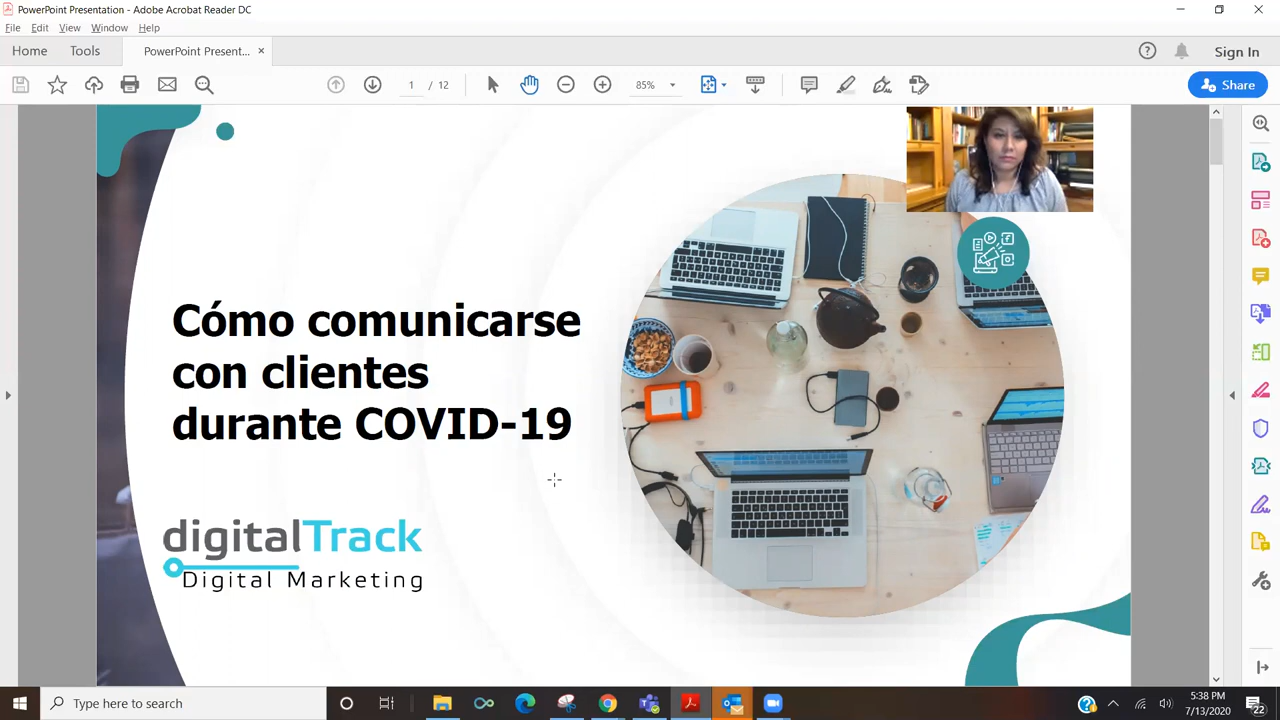 PowerPoint Presentation - Adobe Acrobat Reader DC
File Edit View Window Help
Home Tools PowerPoint Present... ×
Sign In
1 / 12
85%
Share
Cómo comunicarse
con clientes
durante COVID-19
digitalTrack
Digital Marketing
Type here to search
5:38 PM
7/13/2020
22